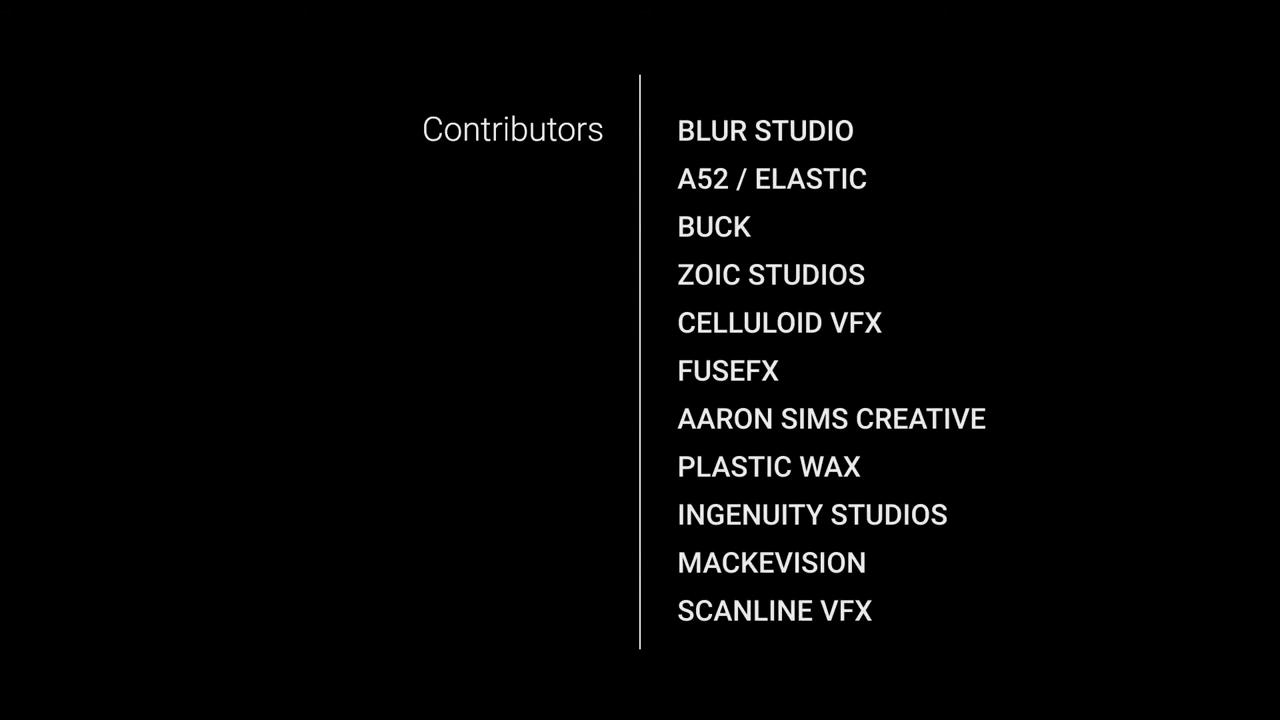 Contributors
BLUR STUDIO
A52 / ELASTIC
BUCK
ZOIC STUDIOS
CELLULOID VFX
FUSEFX
AARON SIMS CREATIVE
PLASTIC WAX
INGENUITY STUDIOS
MACKEVISION
SCANLINE VFX